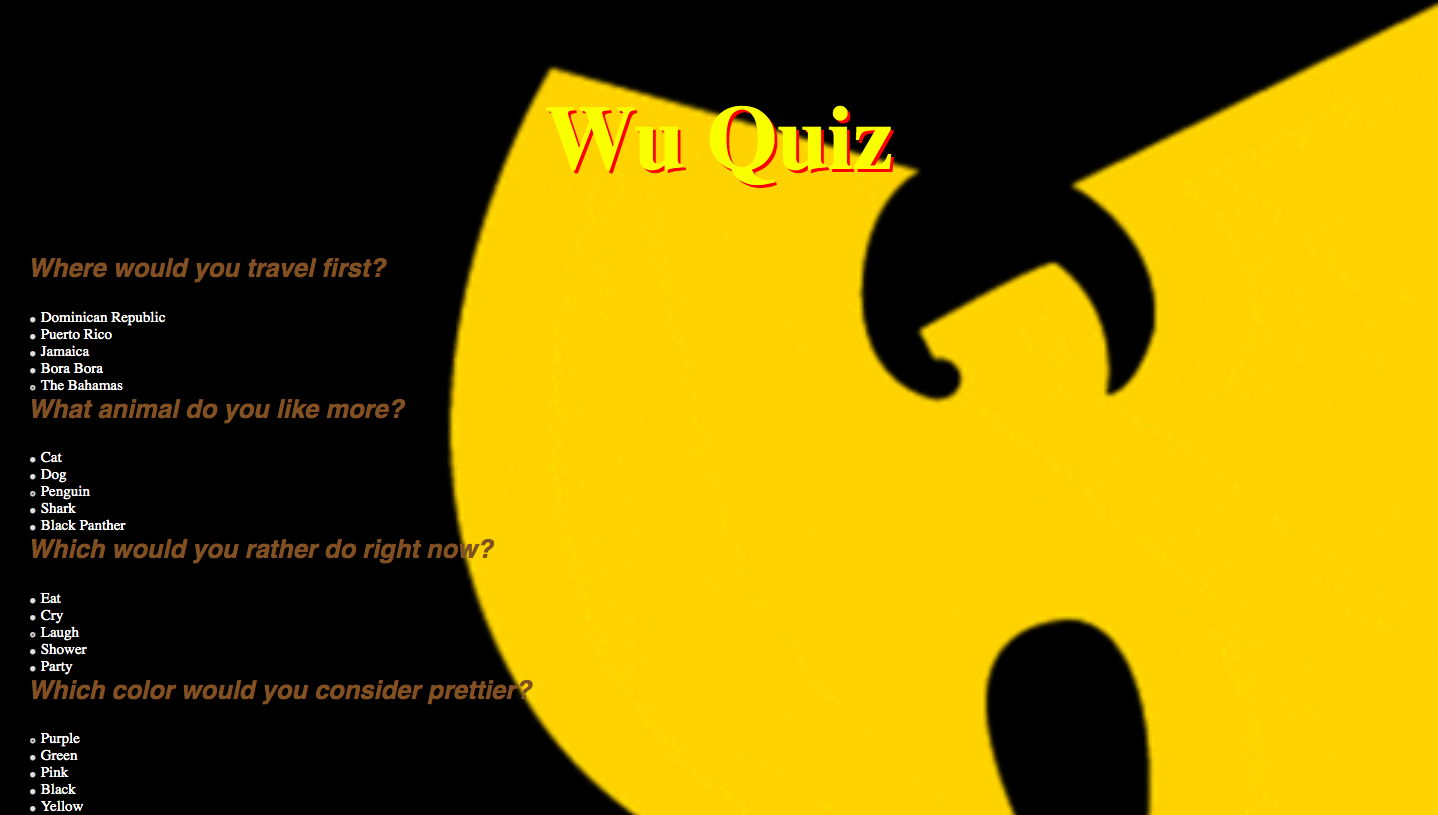 Wu Quiz
Where would you travel first?
Dominican Republic
Puerto Rico
Jamaica
Bora Bora
The Bahamas
What animal do you like more?
Cat
Dog
Penguin
Shark
Black Panther
Which would you rather do right now?
Eat
Cry
Laugh
Shower
Party
Which color would you consider prettier?
Purple
Green
Pink
Black
Yellow